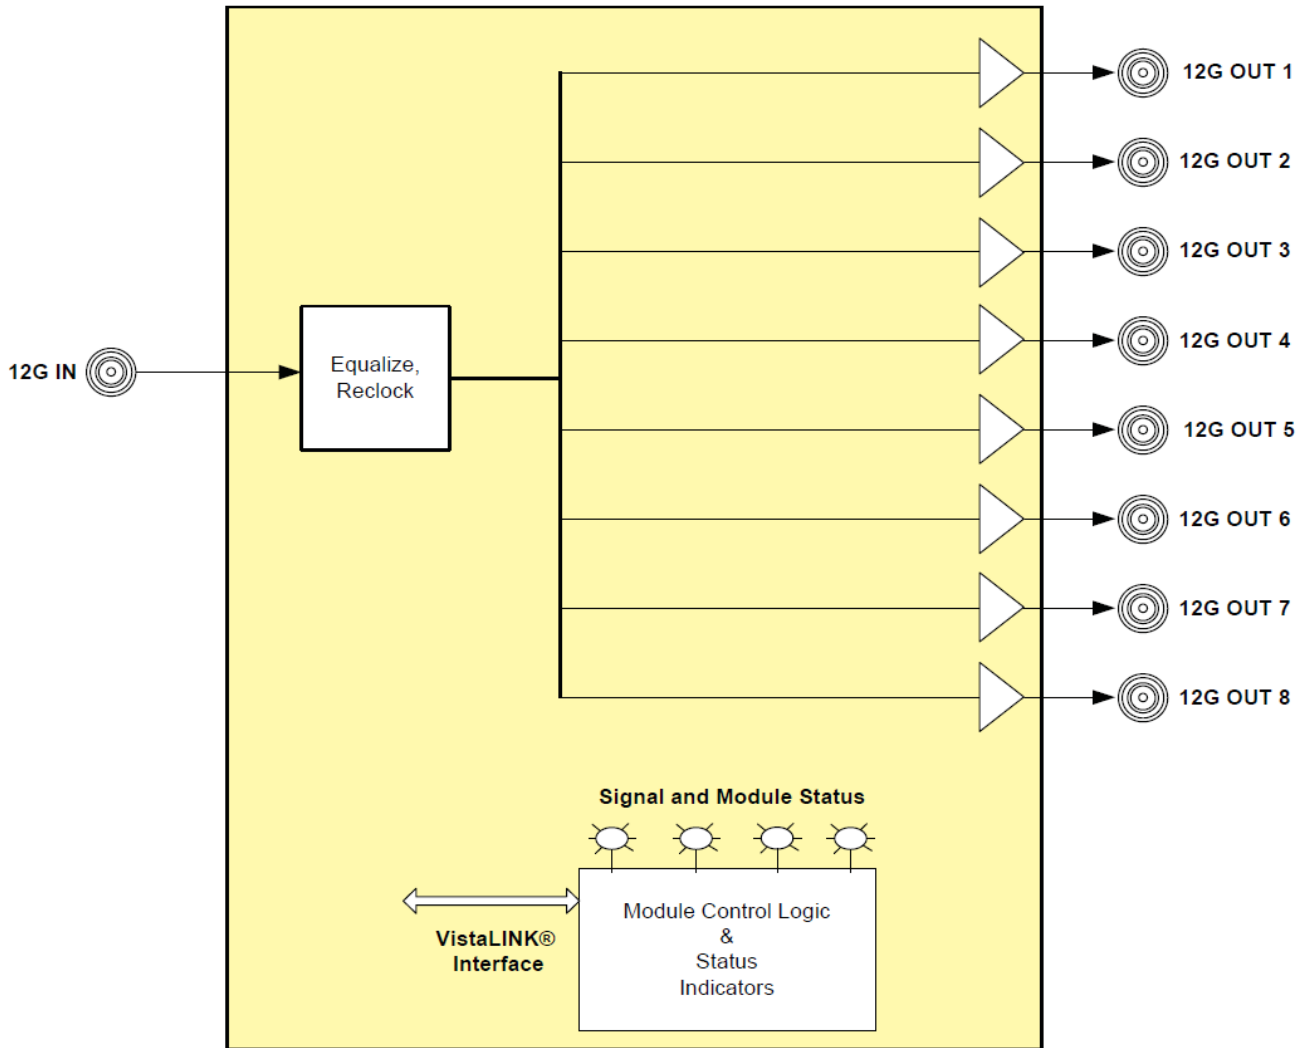 12G OUT 1
12G OUT 2
12G OUT 3
12G OUT 4
12G IN
Equalize,
Reclock
12G OUT 5
12G OUT 6
12G OUT 7
12G OUT 8
Signal and Module Status
Module Control Logic
&
Status
Indicators
VistaLINK®
Interface